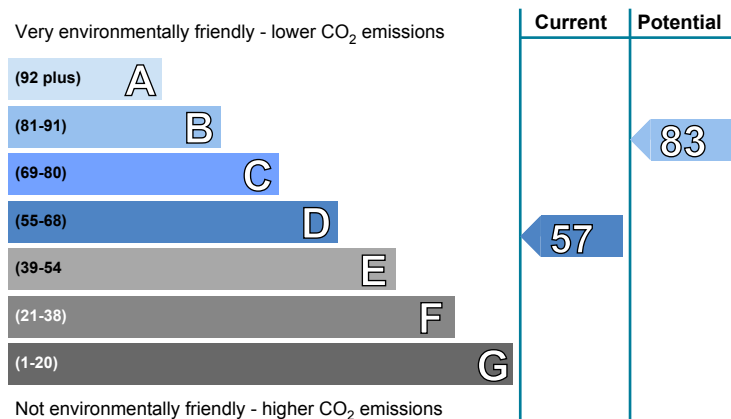 Very environmentally friendly - lower CO2 emissions
Current
Potential
(92 plus) A
(81-91) B
83
(69-80) C
(55-68) D
57
(39-54 E
(21-38) F
(1-20) G
Not environmentally friendly - higher CO2 emissions